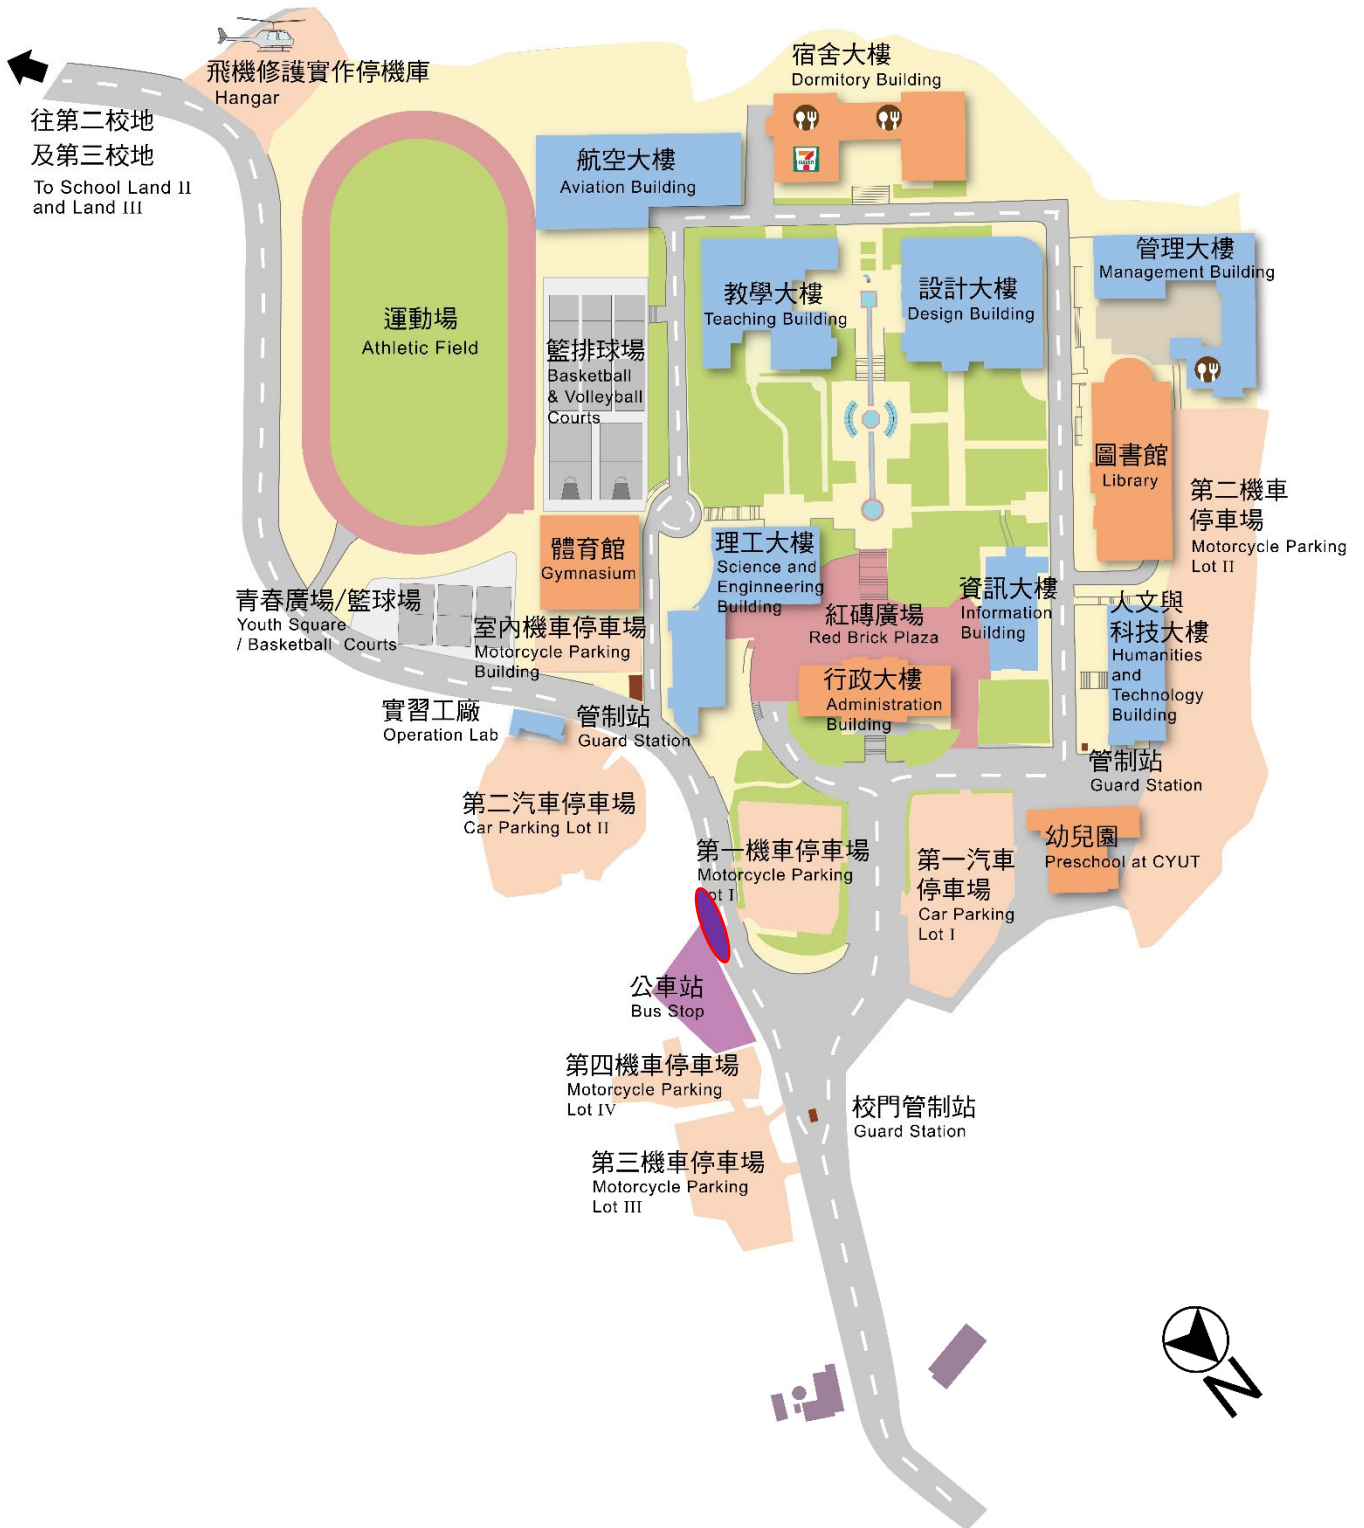 飛機修護實作停機庫
Hangar
往第二校地
及第三校地
To School Land II
and Land III
宿舍大樓
Dormitory Building
航空大樓
Aviation Building
管理大樓
Management Building
教學大樓
Teaching Building
設計大樓
Design Building
運動場
Athletic Field
籃排球場
Basketball
& Volleyball
Courts
圖書館
Library
第二機車
停車場
Motorcycle Parking
Lot II
體育館
Gymnasium
理工大樓
Science and
Enginneering
Building
青春廣場/籃球場
Youth Square
/ Basketball Courts
室內機車停車場
Motorcycle Parking
Building
紅磚廣場
Red Brick Plaza
資訊大樓
Information
Building
人文與
科技大樓
Humanities
and
Technology
Building
行政大樓
Administration
Building
實習工廠
Operation Lab
管制站
Guard Station
管制站
Guard Station
第二汽車停車場
Car Parking Lot II
第一機車停車場
Motorcycle Parking
Lot I
第一汽車
停車場
Car Parking
Lot I
幼兒園
Preschool at CYUT
公車站
Bus Stop
第四機車停車場
Motorcycle Parking
Lot IV
校門管制站
Guard Station
第三機車停車場
Motorcycle Parking
Lot III
N